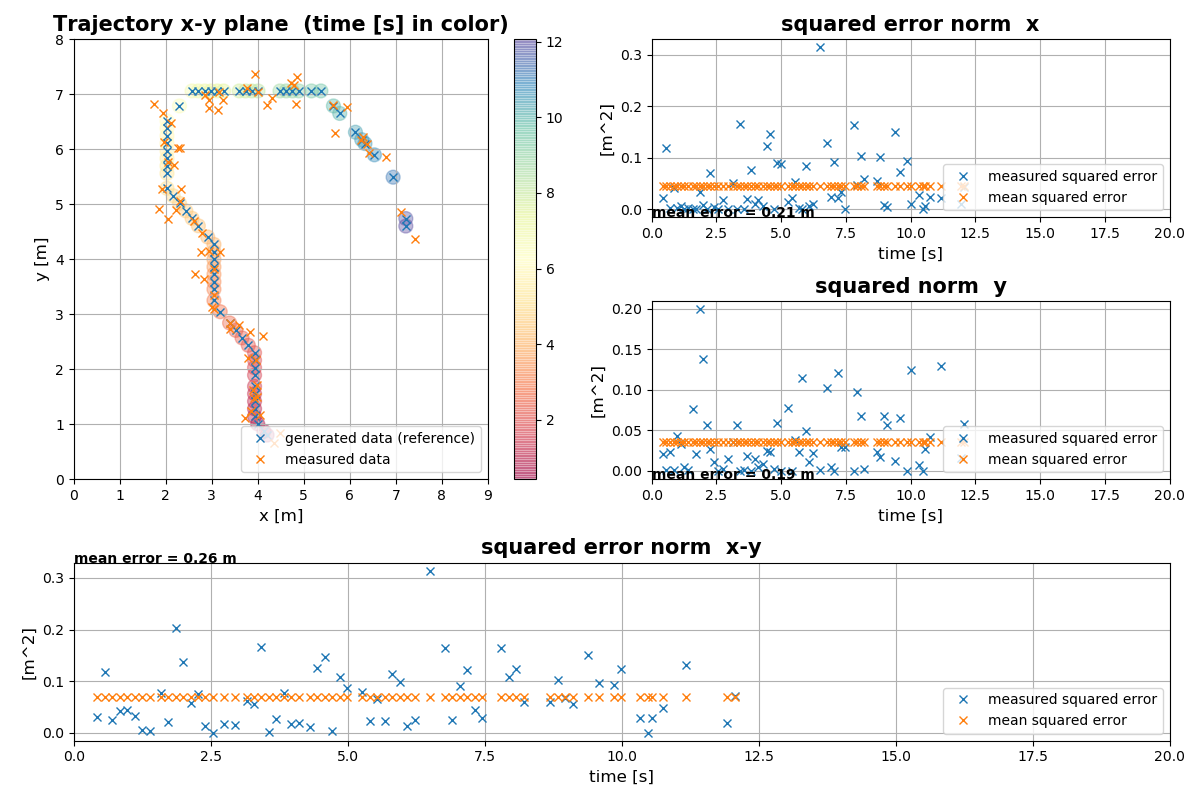 Trajectory x-y plane  (time [s] in color)
8
7
6
5
4
3
2
1
0
y [m]
0 1 2 3 4 5 6 7 8 9
x [m]
generated data (reference)
measured data
12
10
8
6
4
2
squared error norm  x
0.3
0.2
0.1
0.0
[m^2]
measured squared error
mean squared error
mean error = 0.21 m
0.0 2.5 5.0 7.5 10.0 12.5 15.0 17.5 20.0
time [s]
squared norm  y
0.20
0.15
0.10
0.05
0.00
[m^2]
measured squared error
mean squared error
mean error = 0.19 m
0.0 2.5 5.0 7.5 10.0 12.5 15.0 17.5 20.0
time [s]
squared error norm  x-y
mean error = 0.26 m
0.3
0.2
0.1
0.0
[m^2]
measured squared error
mean squared error
0.0 2.5 5.0 7.5 10.0 12.5 15.0 17.5 20.0
time [s]